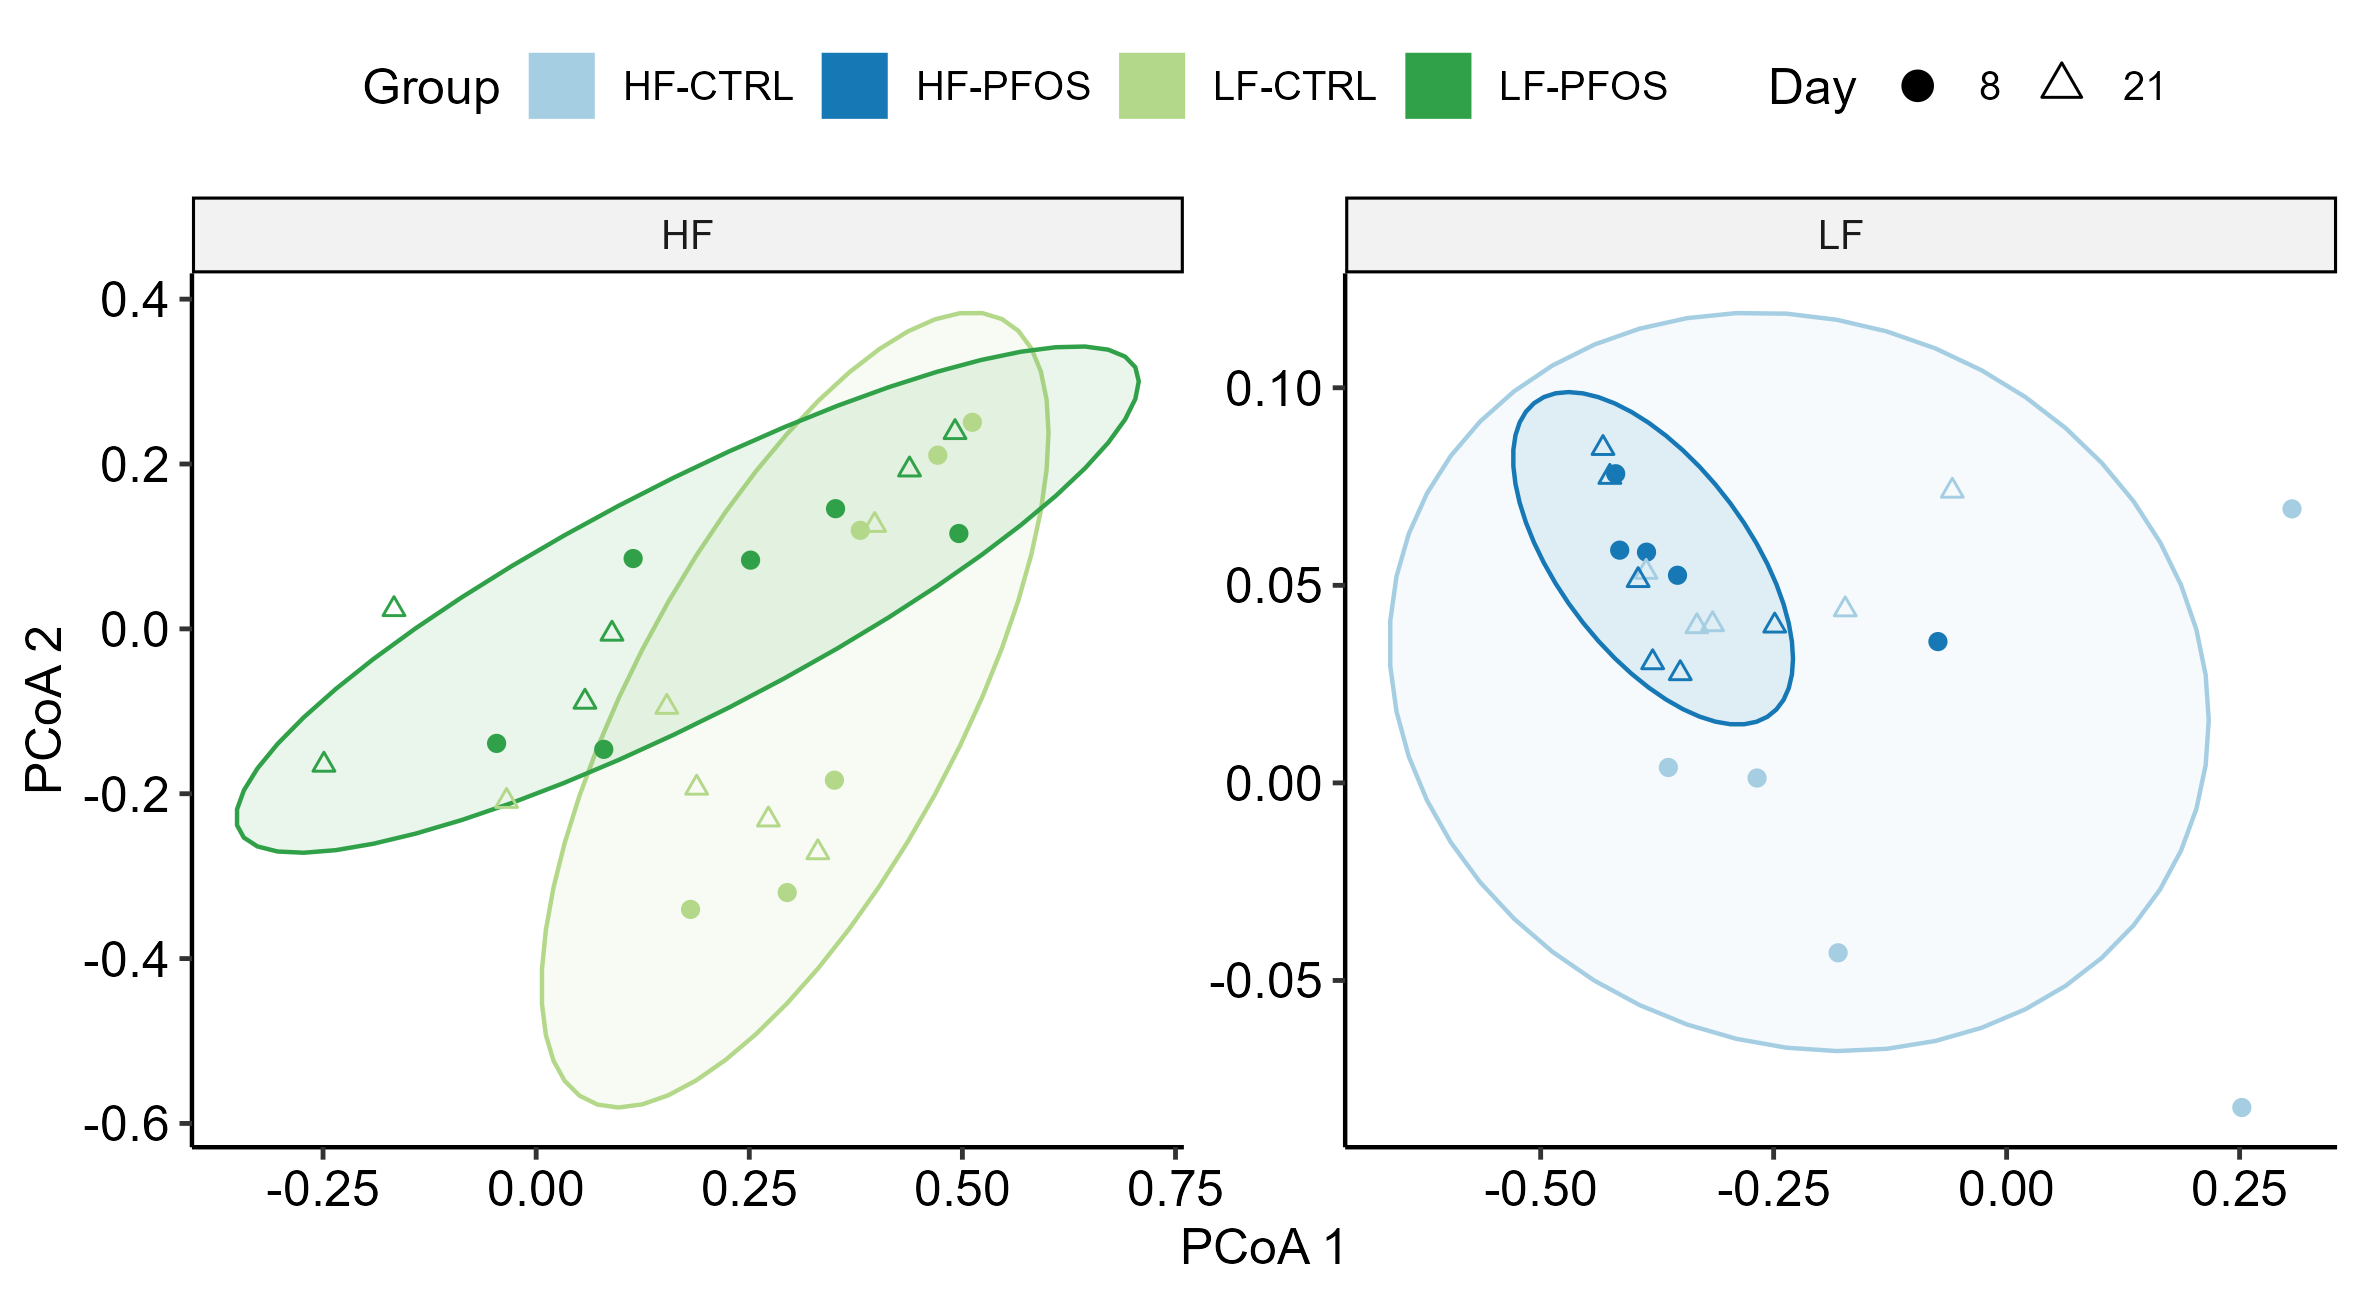 Group HF-CTRL HF-PFOS LF-CTRL LF-PFOS Day 8 21
HF LF
0.4
0.2
0.0
-0.2
-0.4
-0.6
PCoA 2
0.10
0.05
0.00
-0.05
-0.25 0.00 0.25 0.50 0.75
-0.50 -0.25 0.00 0.25
PCoA 1